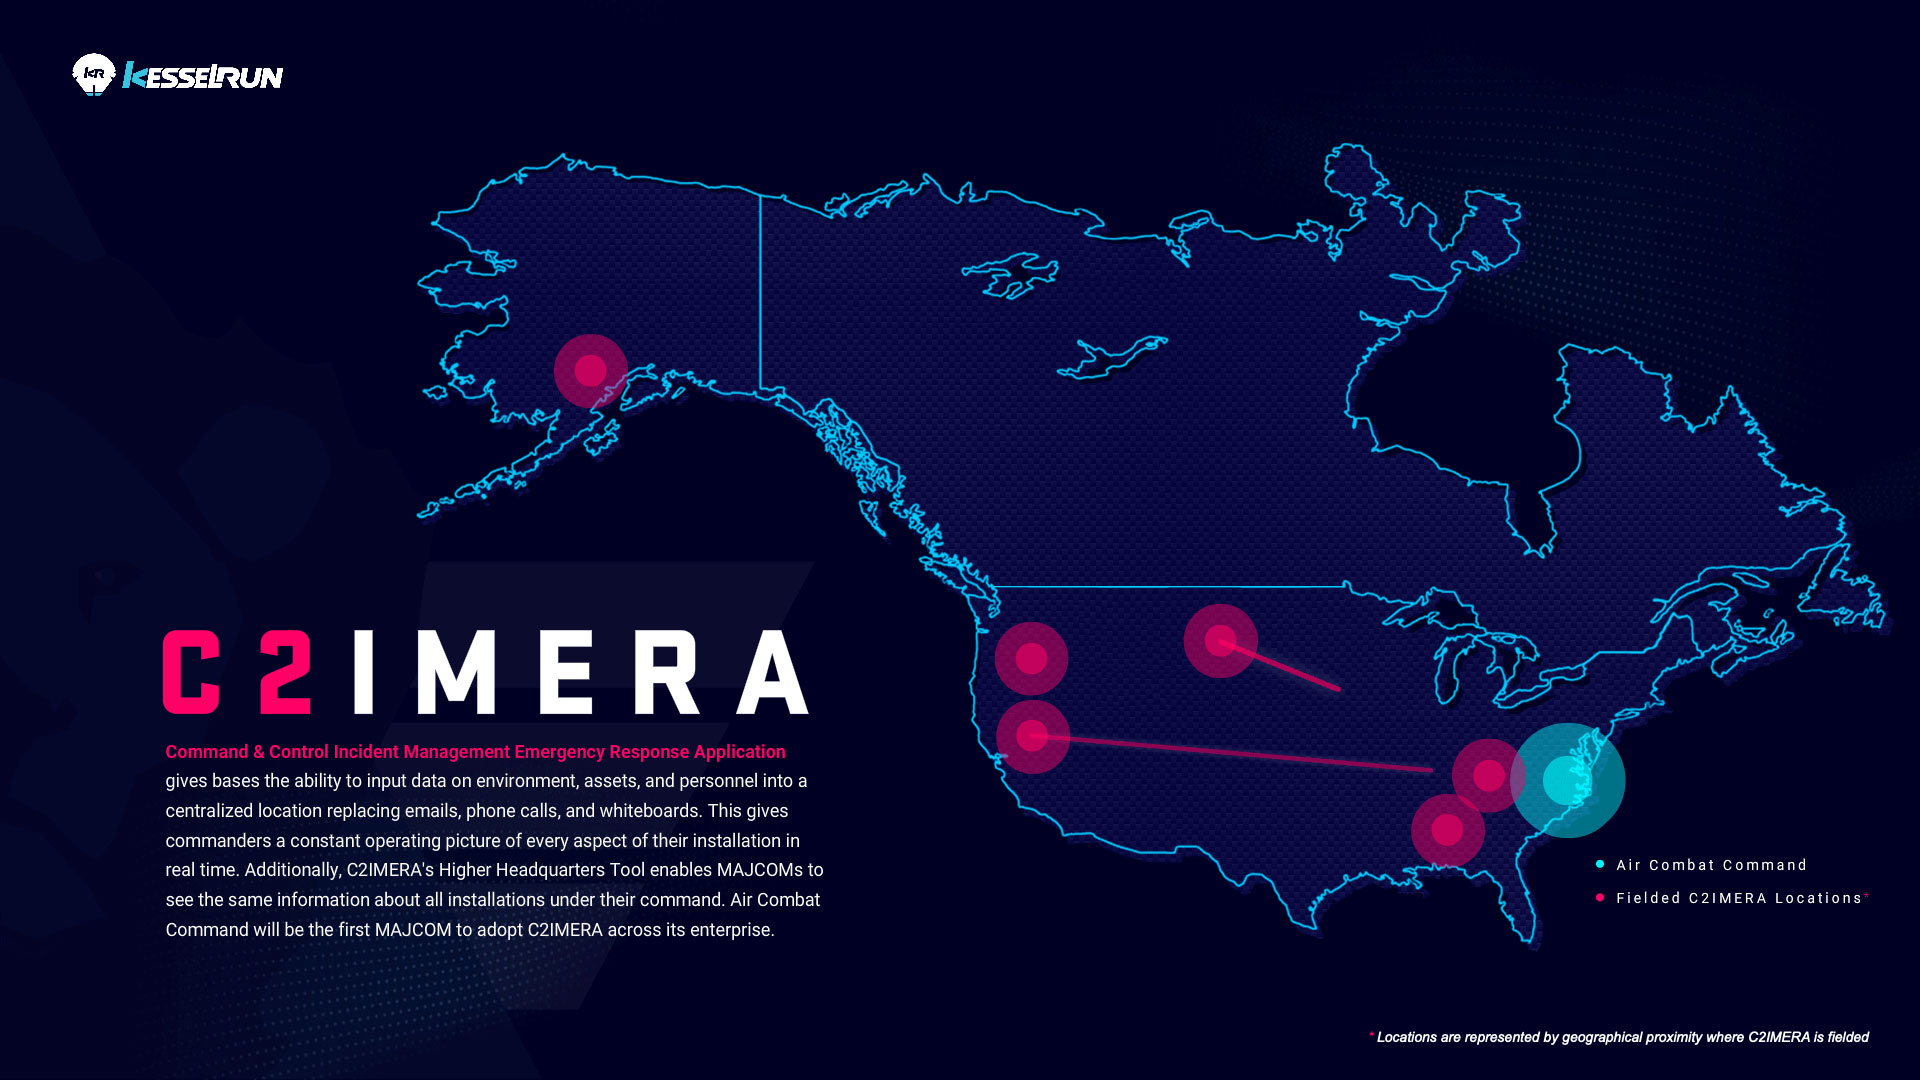 KR KESSELRUN
C2IMERA
Command & Control Incident Management Emergency Response Application
gives bases the ability to input data on environment, assets, and personnel into a
centralized location replacing emails, phone calls, and whiteboards. This gives
commanders a constant operating picture of every aspect of their installation in
real time. Additionally, C2IMERA's Higher Headquarters Tool enables MAJCOMs to
see the same information about all installations under their command. Air Combat
Command will be the first MAJCOM to adopt C2IMERA across its enterprise.
Air Combat Command
Fielded C2IMERA Locations*
* Locations are represented by geographical proximity where C2IMERA is fielded